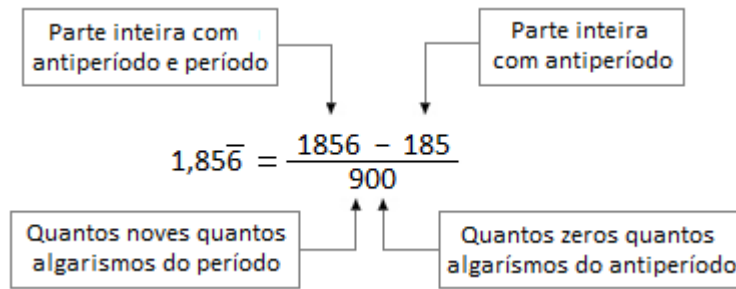 Parte inteira com
antiperíodo e período
Parte inteira
com antiperíodo
1,856̅ = 1856 − 185
900
Quantos noves quantos
algarismos do período
Quantos zeros quantos
algarísmos do antiperíodo